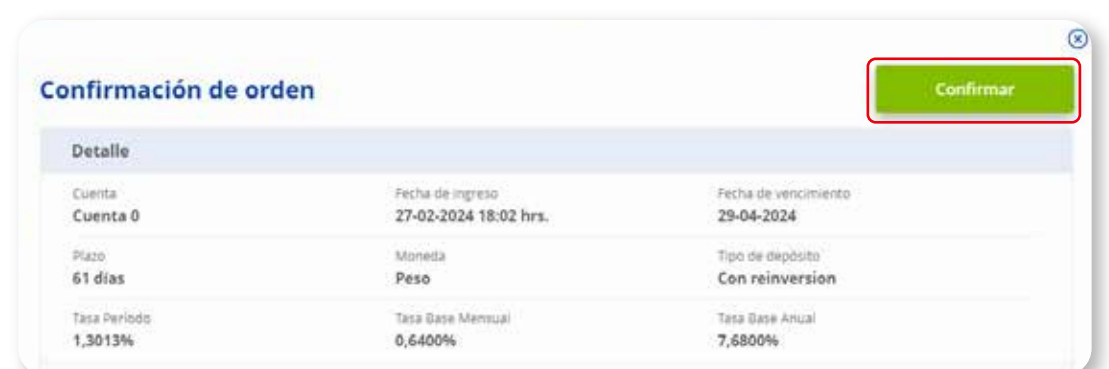 Confirmación de orden
Confirmar
Detalle
Cuenta
Fecha de ingreso
Fecha de vencimiento
Cuenta 0
27-02-2024 18:02 hrs.
29-04-2024
Plazo
Moneda
Tipo de depósito
61 días
Peso
Con reinversion
Tasa Período
Tasa Base Mensual
Tasa Base Anual
1,3013%
0,6400%
7,6800%